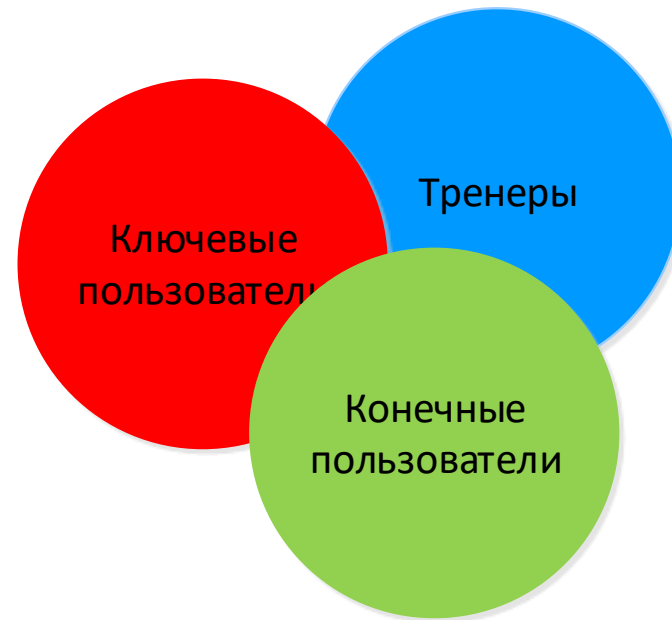 Тренеры
Ключевые
пользователи
Конечные
пользователи